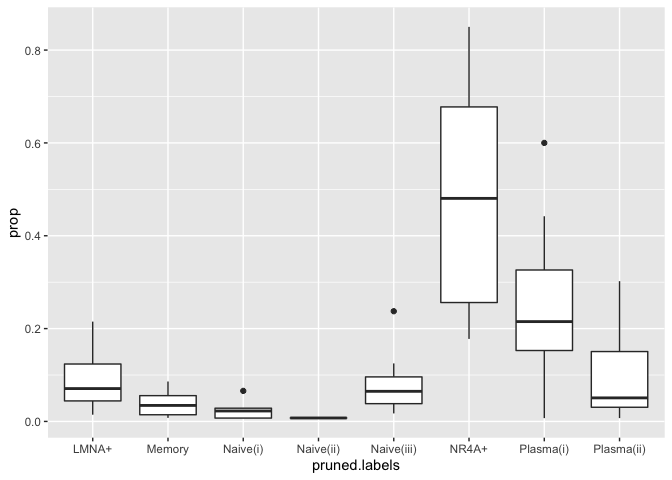 prop
0.8
0.6
0.4
0.2
0.0
LMNA+ Memory Naive(i) Naive(ii) Naive(iii) NR4A+ Plasma(i) Plasma(ii)
pruned.labels